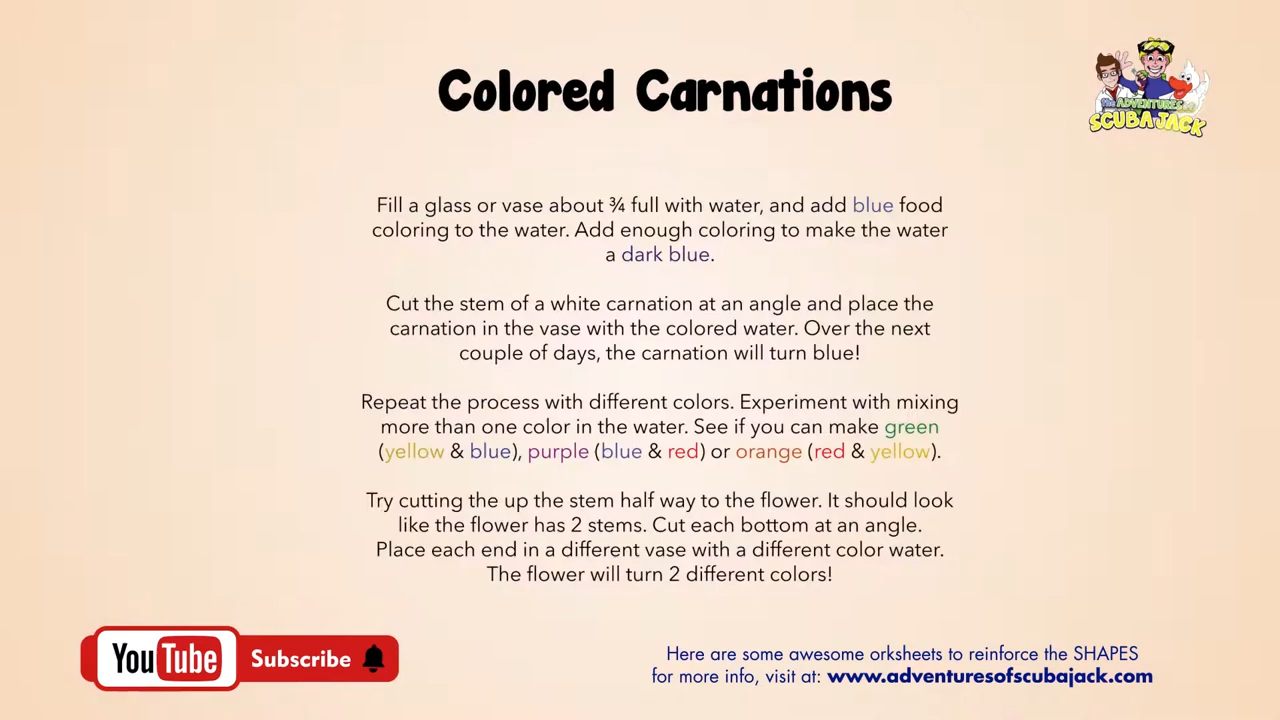 Colored Carnations
The ADVENTURES of
SCUBA JACK
Fill a glass or vase about ¾ full with water, and add blue food
coloring to the water. Add enough coloring to make the water
a dark blue.
Cut the stem of a white carnation at an angle and place the
carnation in the vase with the colored water. Over the next
couple of days, the carnation will turn blue!
Repeat the process with different colors. Experiment with mixing
more than one color in the water. See if you can make green
(yellow & blue), purple (blue & red) or orange (red & yellow).
Try cutting the up the stem half way to the flower. It should look
like the flower has 2 stems. Cut each bottom at an angle.
Place each end in a different vase with a different color water.
The flower will turn 2 different colors!
YouTube Subscribe
Here are some awesome orksheets to reinforce the SHAPES
for more info, visit at: www.adventuresofscubajack.com